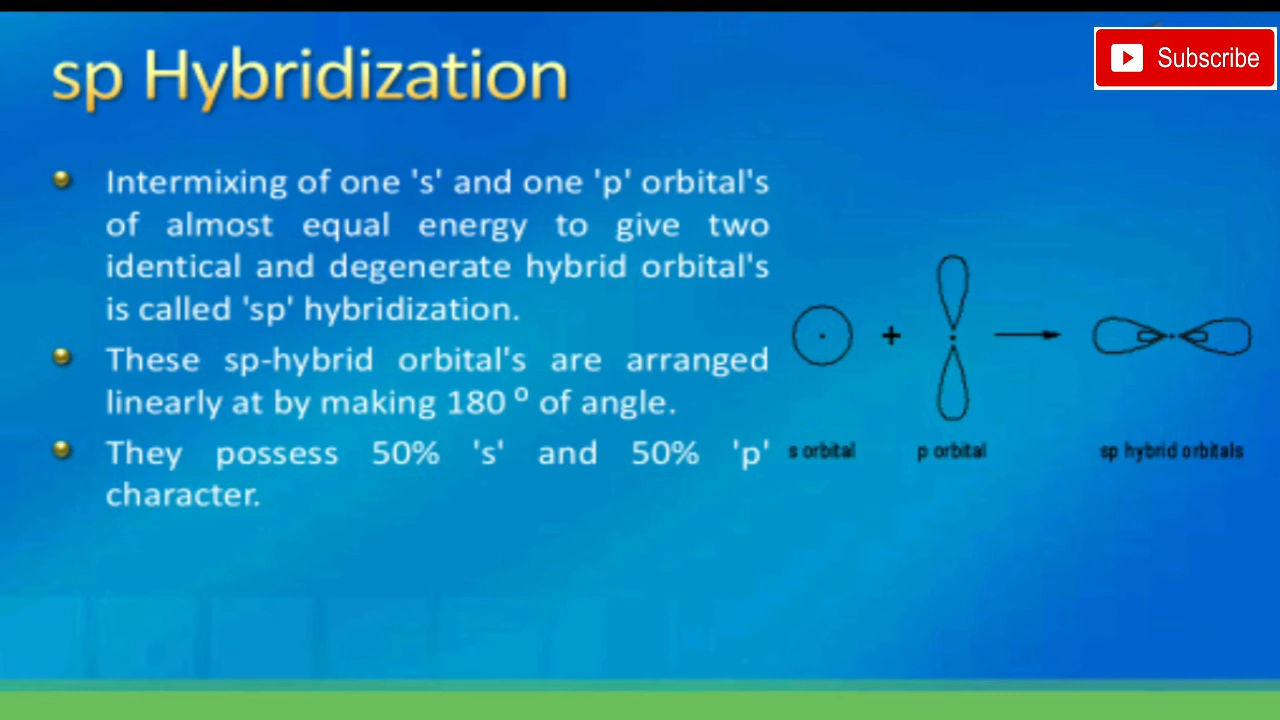 sp Hybridization
Subscribe
Intermixing of one 's' and one 'p' orbital's
of almost equal energy to give two
identical and degenerate hybrid orbital's
is called 'sp' hybridization.
These sp-hybrid orbital's are arranged
linearly at by making 180 º of angle.
They possess 50% 's' and 50% 'p'
character.
+
s orbital
p orbital
sp hybrid orbitals